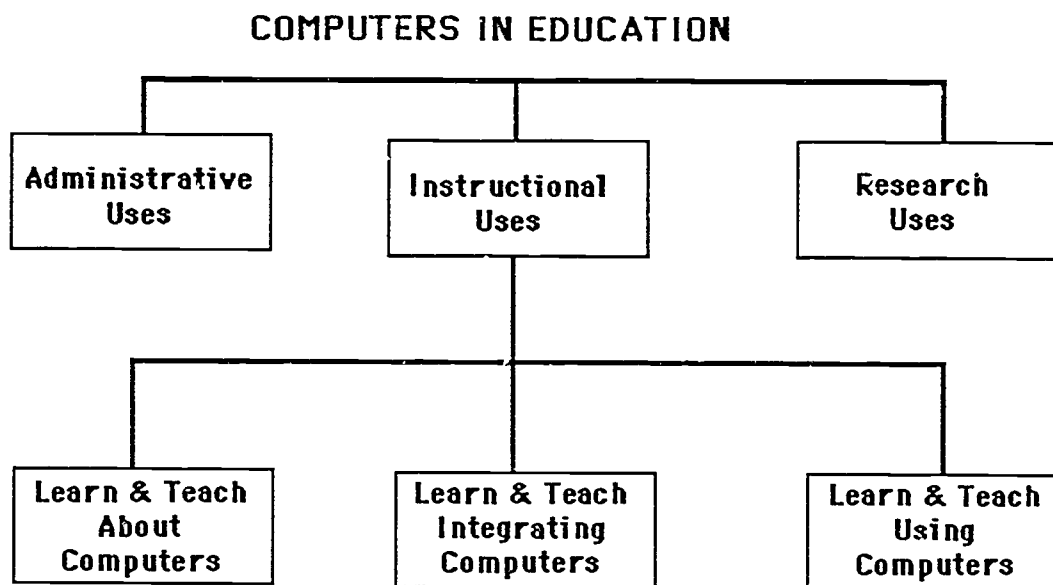 COMPUTERS IN EDUCATION
Administrative
Uses
Instructional
Uses
Research
Uses
Learn & Teach
About
Computers
Learn & Teach
Integrating
Computers
Learn & Teach
Using
Computers